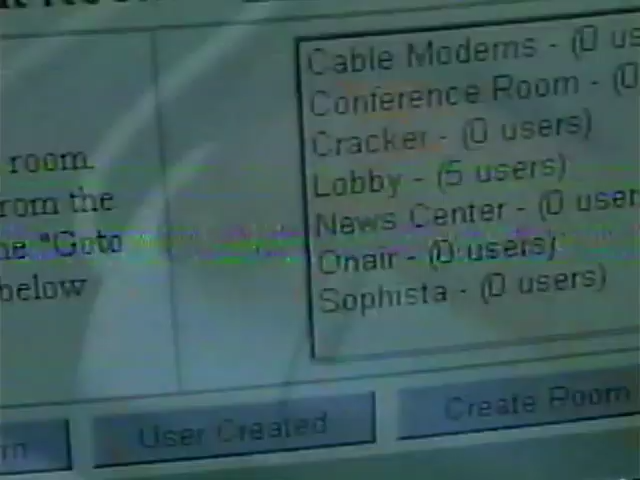 room.
rom the
he "Goto
below
Cable Modems - (0 us
Conference Room - (0
Cracker - (0 users)
Lobby - (5 users)
News Center - (0 user
Onair - (0 users)
Sophista - (0 users)
User Created
Create Room